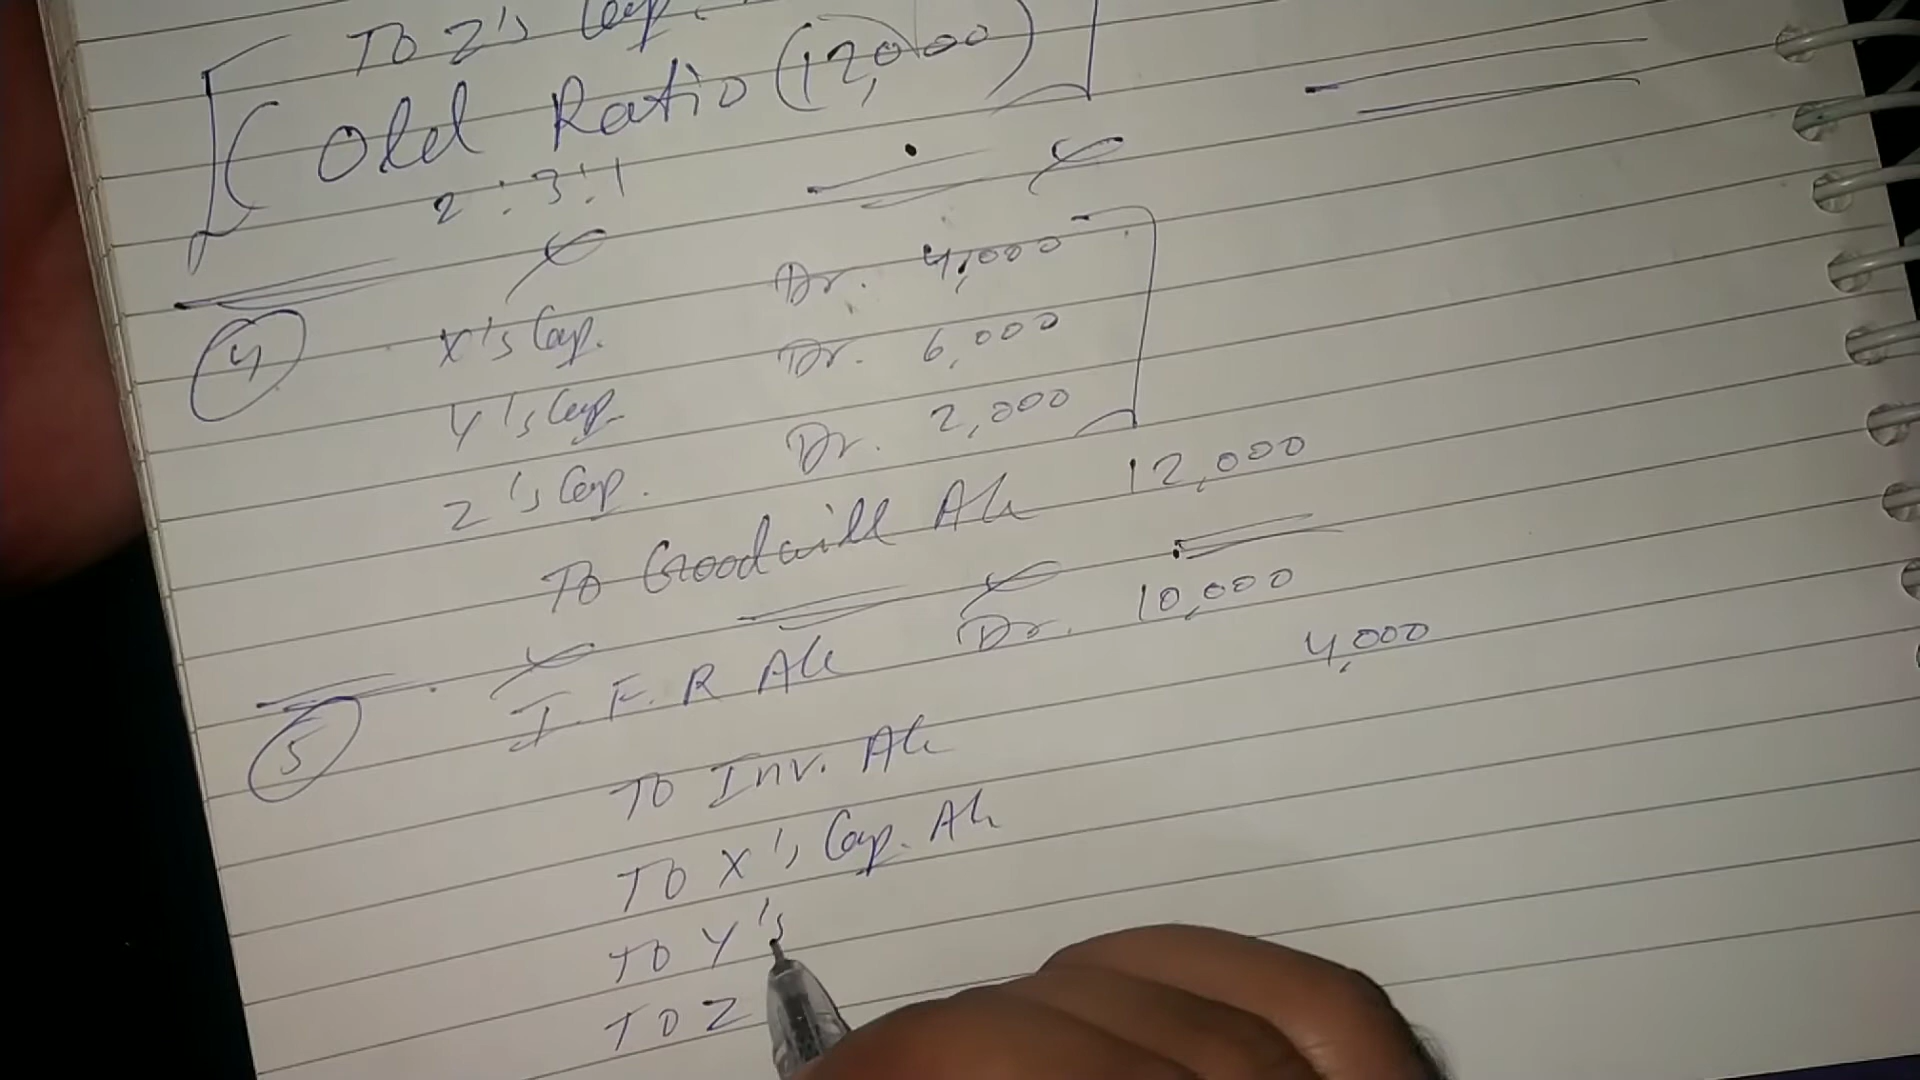 To Z's Cap.
( Old Ratio (12,000)
2 : 3 : 1
4 X's Cap. Dr. 4,000
Y's Cap. Dr. 6,000
Z's Cap. Dr. 2,000
To Goodwill A/c 12,000
5 I.F.R A/c Dr. 10,000
To Inv. A/c 4,000
To X's Cap. A/c
To Y's
To Z